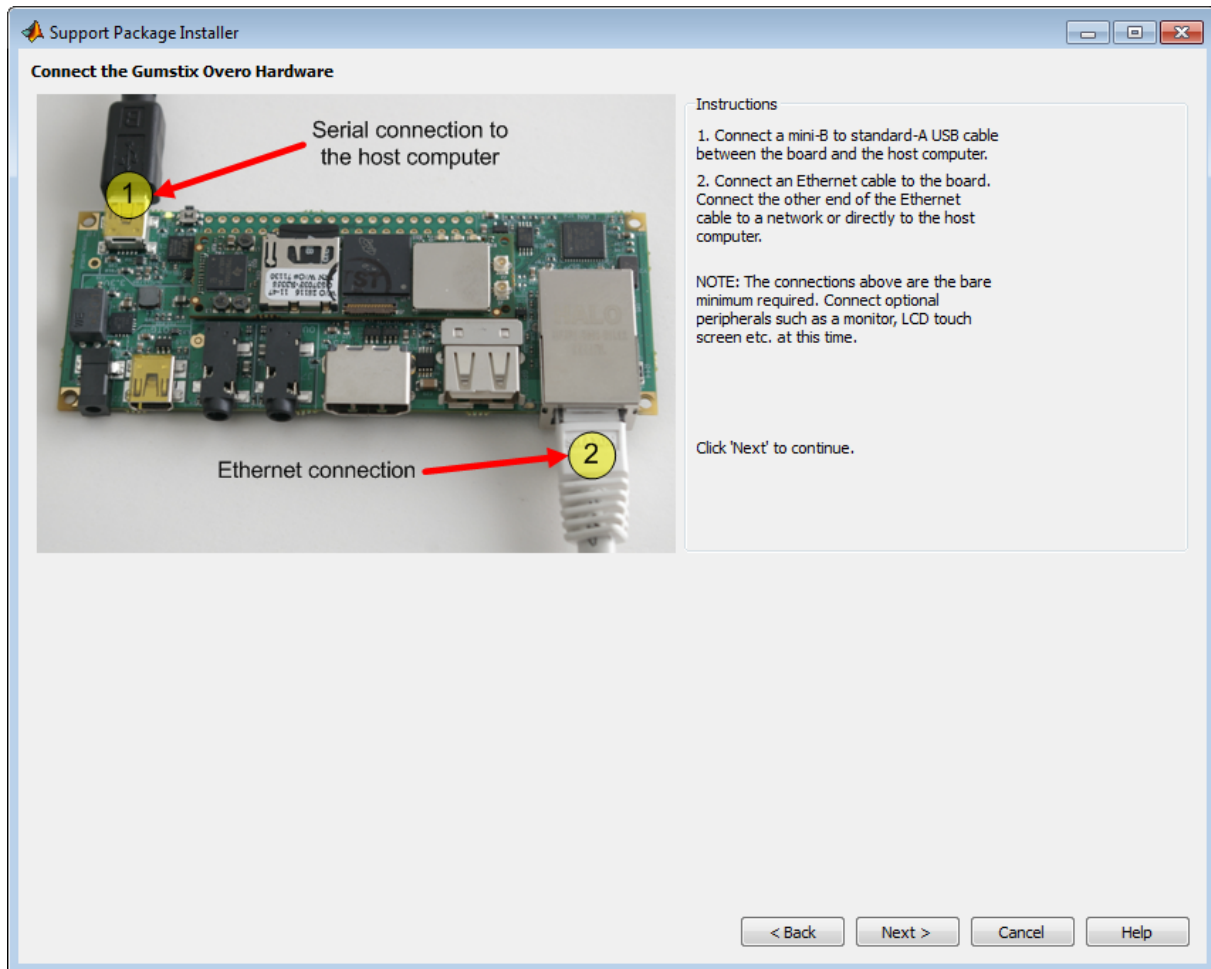 Support Package Installer
Connect the Gumstix Overo Hardware
Serial connection to
the host computer
1
Ethernet connection
2
Instructions
1. Connect a mini-B to standard-A USB cable
between the board and the host computer.
2. Connect an Ethernet cable to the board.
Connect the other end of the Ethernet
cable to a network or directly to the host
computer.
NOTE: The connections above are the bare
minimum required. Connect optional
peripherals such as a monitor, LCD touch
screen etc. at this time.
Click 'Next' to continue.
< Back
Next >
Cancel
Help